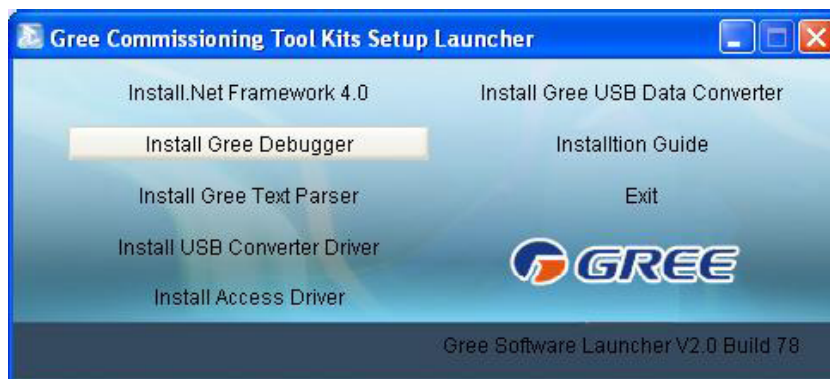 Gree Commissioning Tool Kits Setup Launcher
Install.Net Framework 4.0
Install Gree USB Data Converter
Install Gree Debugger
Installtion Guide
Install Gree Text Parser
Exit
Install USB Converter Driver
GREE
Install Access Driver
Gree Software Launcher V2.0 Build 78